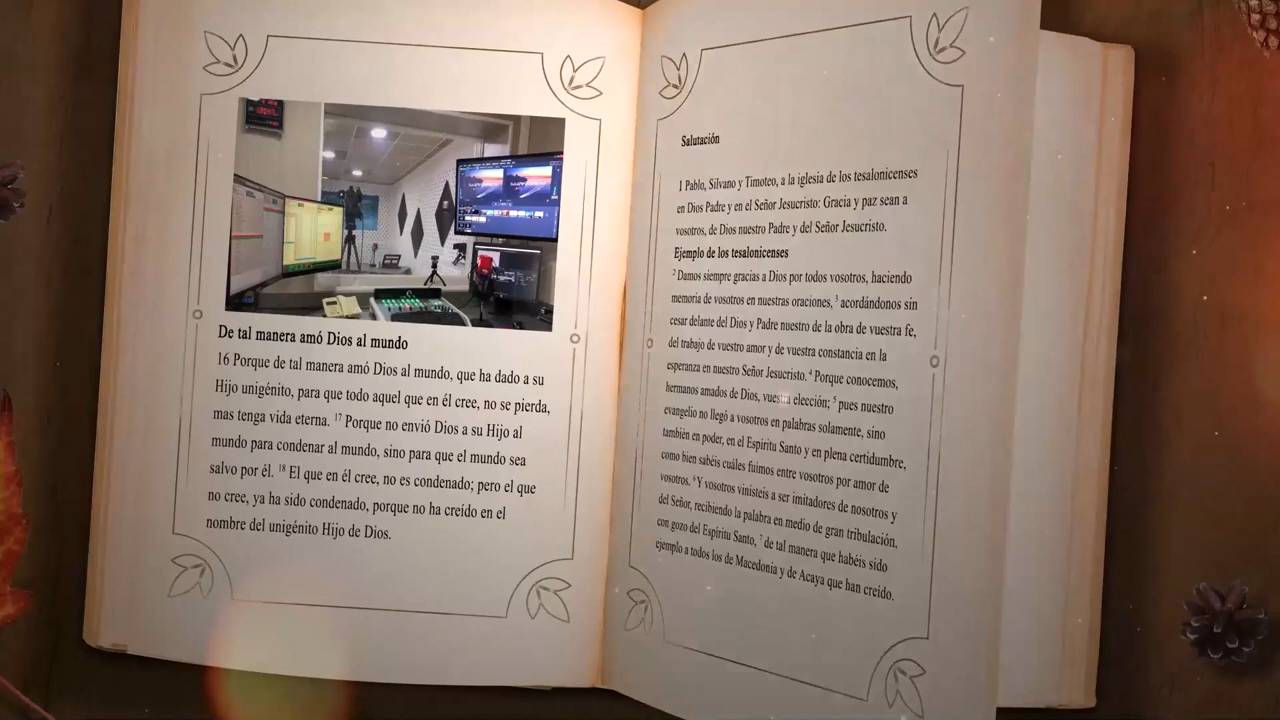 De tal manera amó Dios al mundo
16 Porque de tal manera amó Dios al mundo, que ha dado a su
Hijo unigénito, para que todo aquel que en él cree, no se pierda,
mas tenga vida eterna. 17 Porque no envió Dios a su Hijo al
mundo para condenar al mundo, sino para que el mundo sea
salvo por él. 18 El que en él cree, no es condenado; pero el que
no cree, ya ha sido condenado, porque no ha creído en el
nombre del unigénito Hijo de Dios.
Salutación
1 Pablo, Silvano y Timoteo, a la iglesia de los tesalonicenses
en Dios Padre y en el Señor Jesucristo: Gracia y paz sean a
vosotros, de Dios nuestro Padre y del Señor Jesucristo.
Ejemplo de los tesalonicenses
2 Damos siempre gracias a Dios por todos vosotros, haciendo
memoria de vosotros en nuestras oraciones, 3 acordándonos sin
cesar delante del Dios y Padre nuestro de la obra de vuestra fe,
del trabajo de vuestro amor y de vuestra constancia en la
esperanza en nuestro Señor Jesucristo. 4 Porque conocemos,
hermanos amados de Dios, vuestra elección; 5 pues nuestro
evangelio no llegó a vosotros en palabras solamente, sino
también en poder, en el Espíritu Santo y en plena certidumbre,
como bien sabéis cuáles fuimos entre vosotros por amor de
vosotros. 6 Y vosotros vinisteis a ser imitadores de nosotros y
del Señor, recibiendo la palabra en medio de gran tribulación,
con gozo del Espíritu Santo, 7 de tal manera que habéis sido
ejemplo a todos los de Macedonia y de Acaya que han creído.